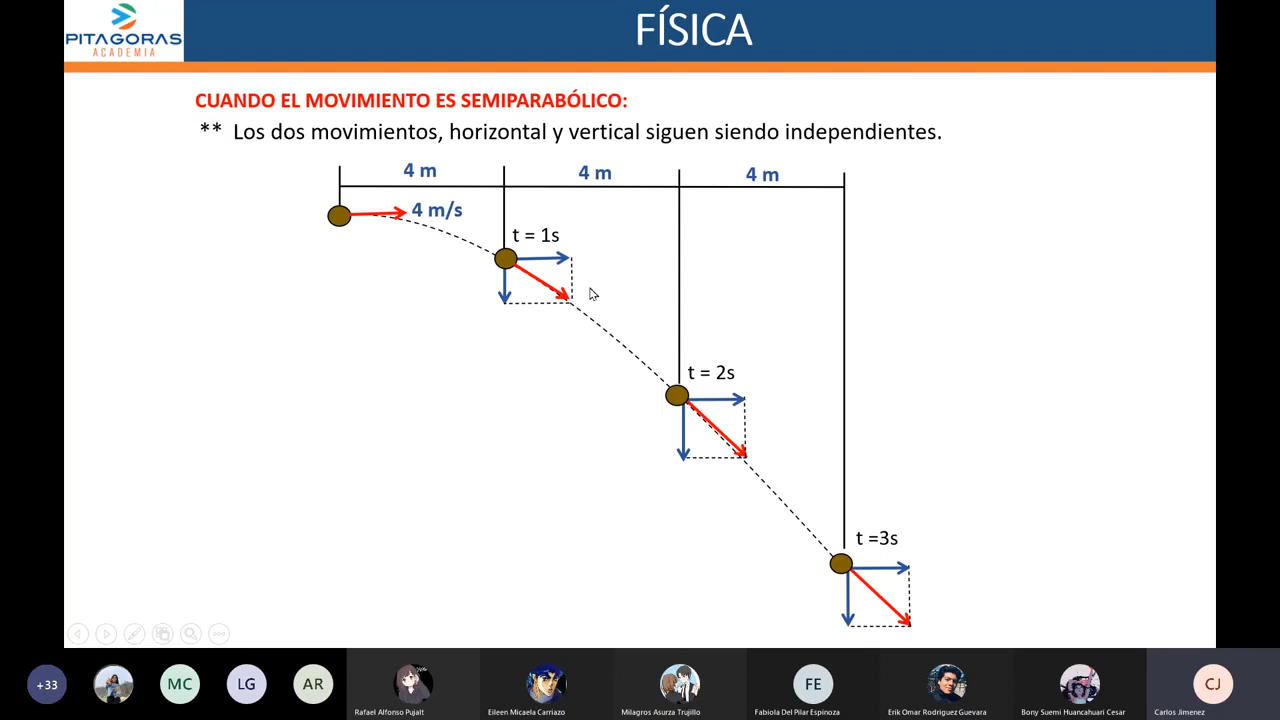 PITAGORAS
ACADEMIA
FÍSICA
CUANDO EL MOVIMIENTO ES SEMIPARABÓLICO:
** Los dos movimientos, horizontal y vertical siguen siendo independientes.
4 m
4 m
4 m
4 m/s
t = 1s
t = 2s
t =3s
+33
MC
LG
AR
FE
CJ
Rafael Alfonso Pujalt
Eileen Micaela Carriazo
Milagros Asurza Trujillo
Fabiola Del Pilar Espinoza
Erik Omar Rodriguez Guevara
Bony Suemi Huancahuari Cesar
Carlos Jimenez